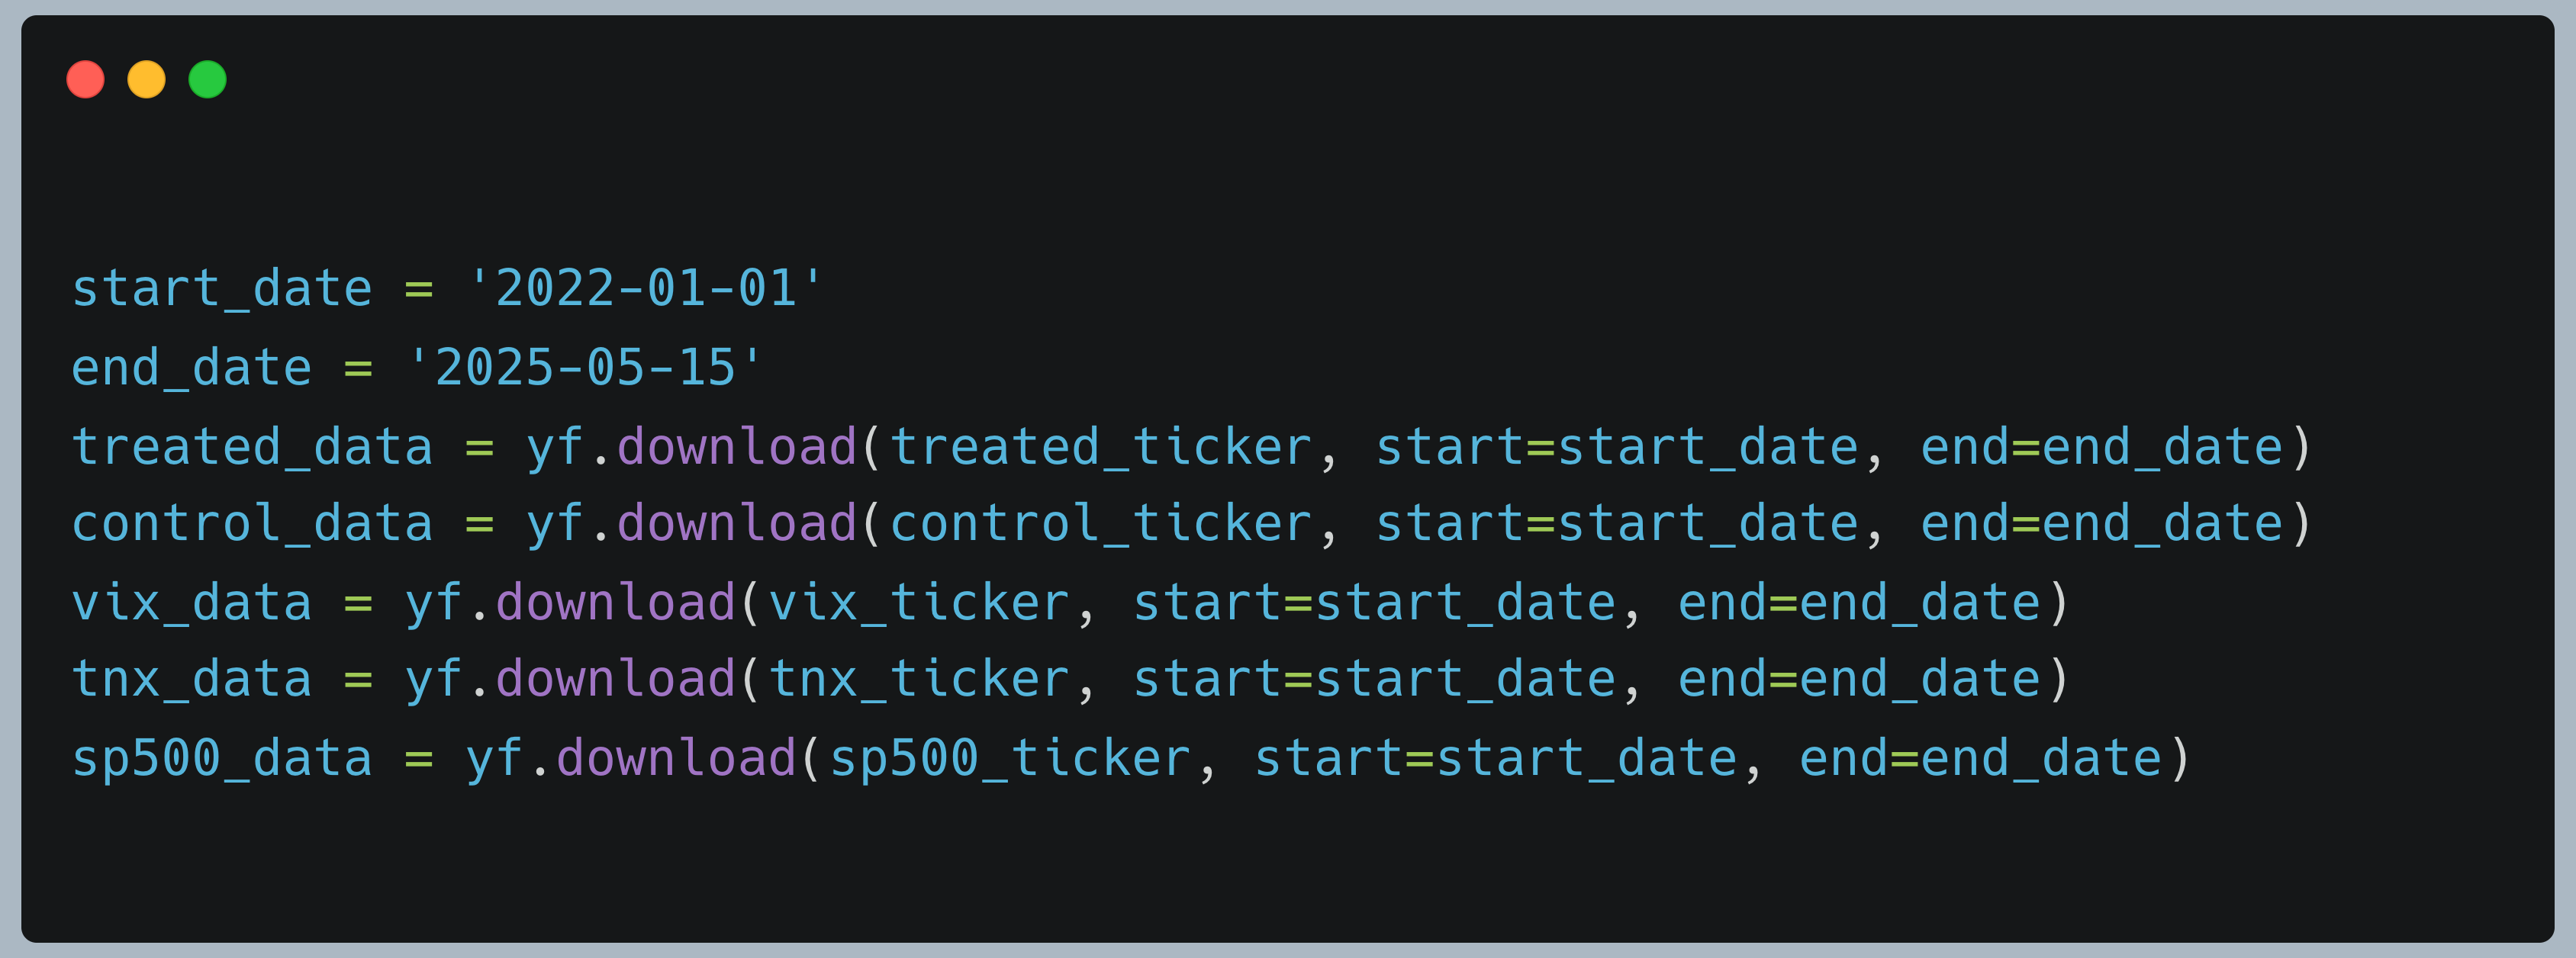 start_date = '2022-01-01'
end_date = '2025-05-15'
treated_data = yf.download(treated_ticker, start=start_date, end=end_date)
control_data = yf.download(control_ticker, start=start_date, end=end_date)
vix_data = yf.download(vix_ticker, start=start_date, end=end_date)
tnx_data = yf.download(tnx_ticker, start=start_date, end=end_date)
sp500_data = yf.download(sp500_ticker, start=start_date, end=end_date)